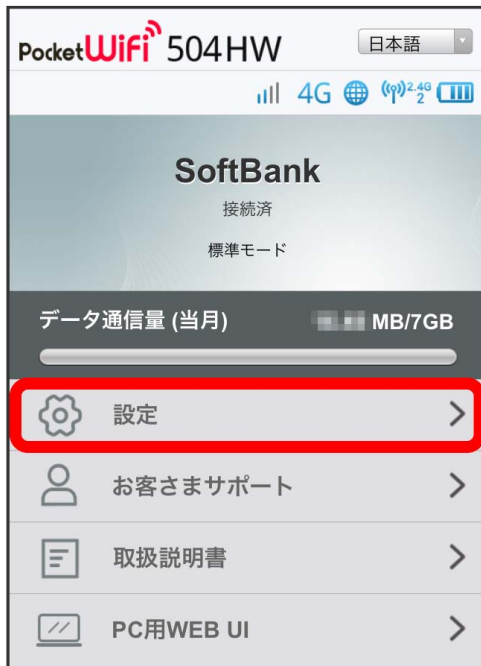 PocketWiFi 504HW
日本語
4G 2.4G 2
SoftBank
接続済
標準モード
データ通信量 (当月) MB/7GB
設定
お客さまサポート
取扱説明書
PC用WEB UI